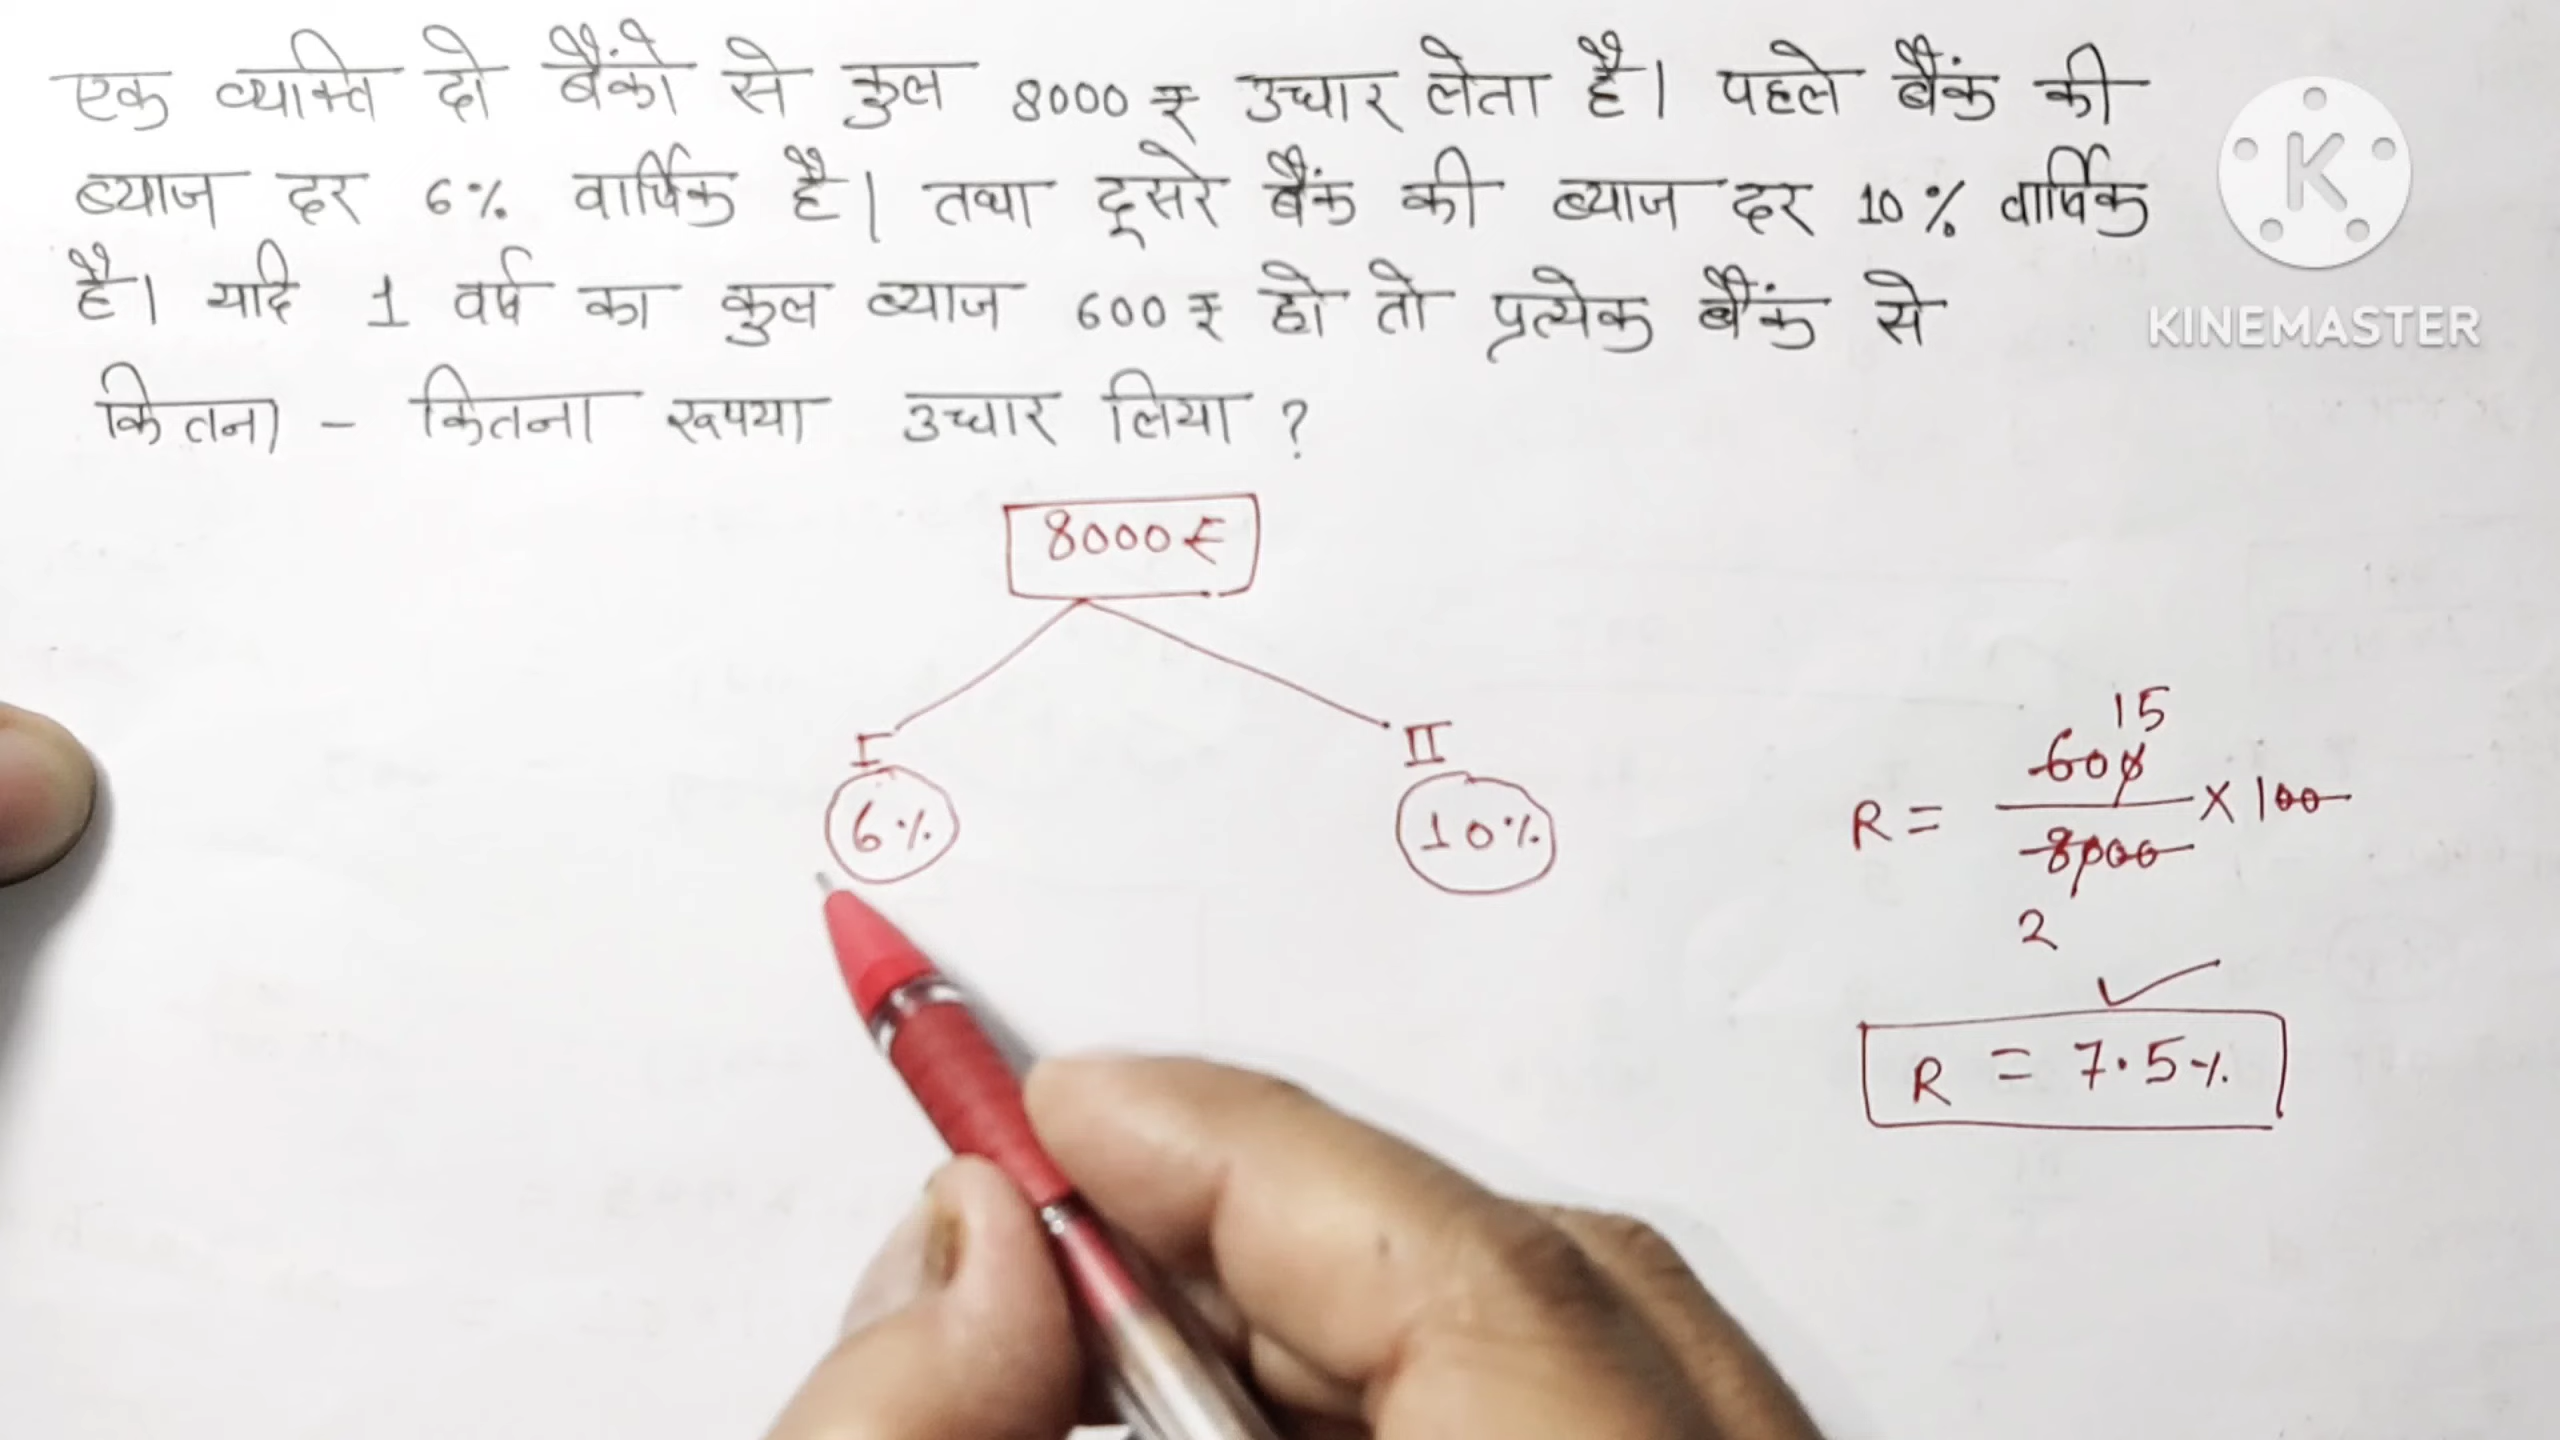 एक व्यक्ति दो बैंको से कुल 8000 ₹ उधार लेता है। पहले बैंक की
ब्याज दर 6% वार्षिक है। तथा दूसरे बैंक की ब्याज दर 10% वार्षिक
है। यदि 1 वर्ष का कुल ब्याज 600 ₹ हो तो प्रत्येक बैंक से
कितना - कितना रूपया उधार लिया ?
K
KINEMASTER
8000 ₹
I II
6% 10%
15
R = 600/8000 × 100
2
R = 7.5%